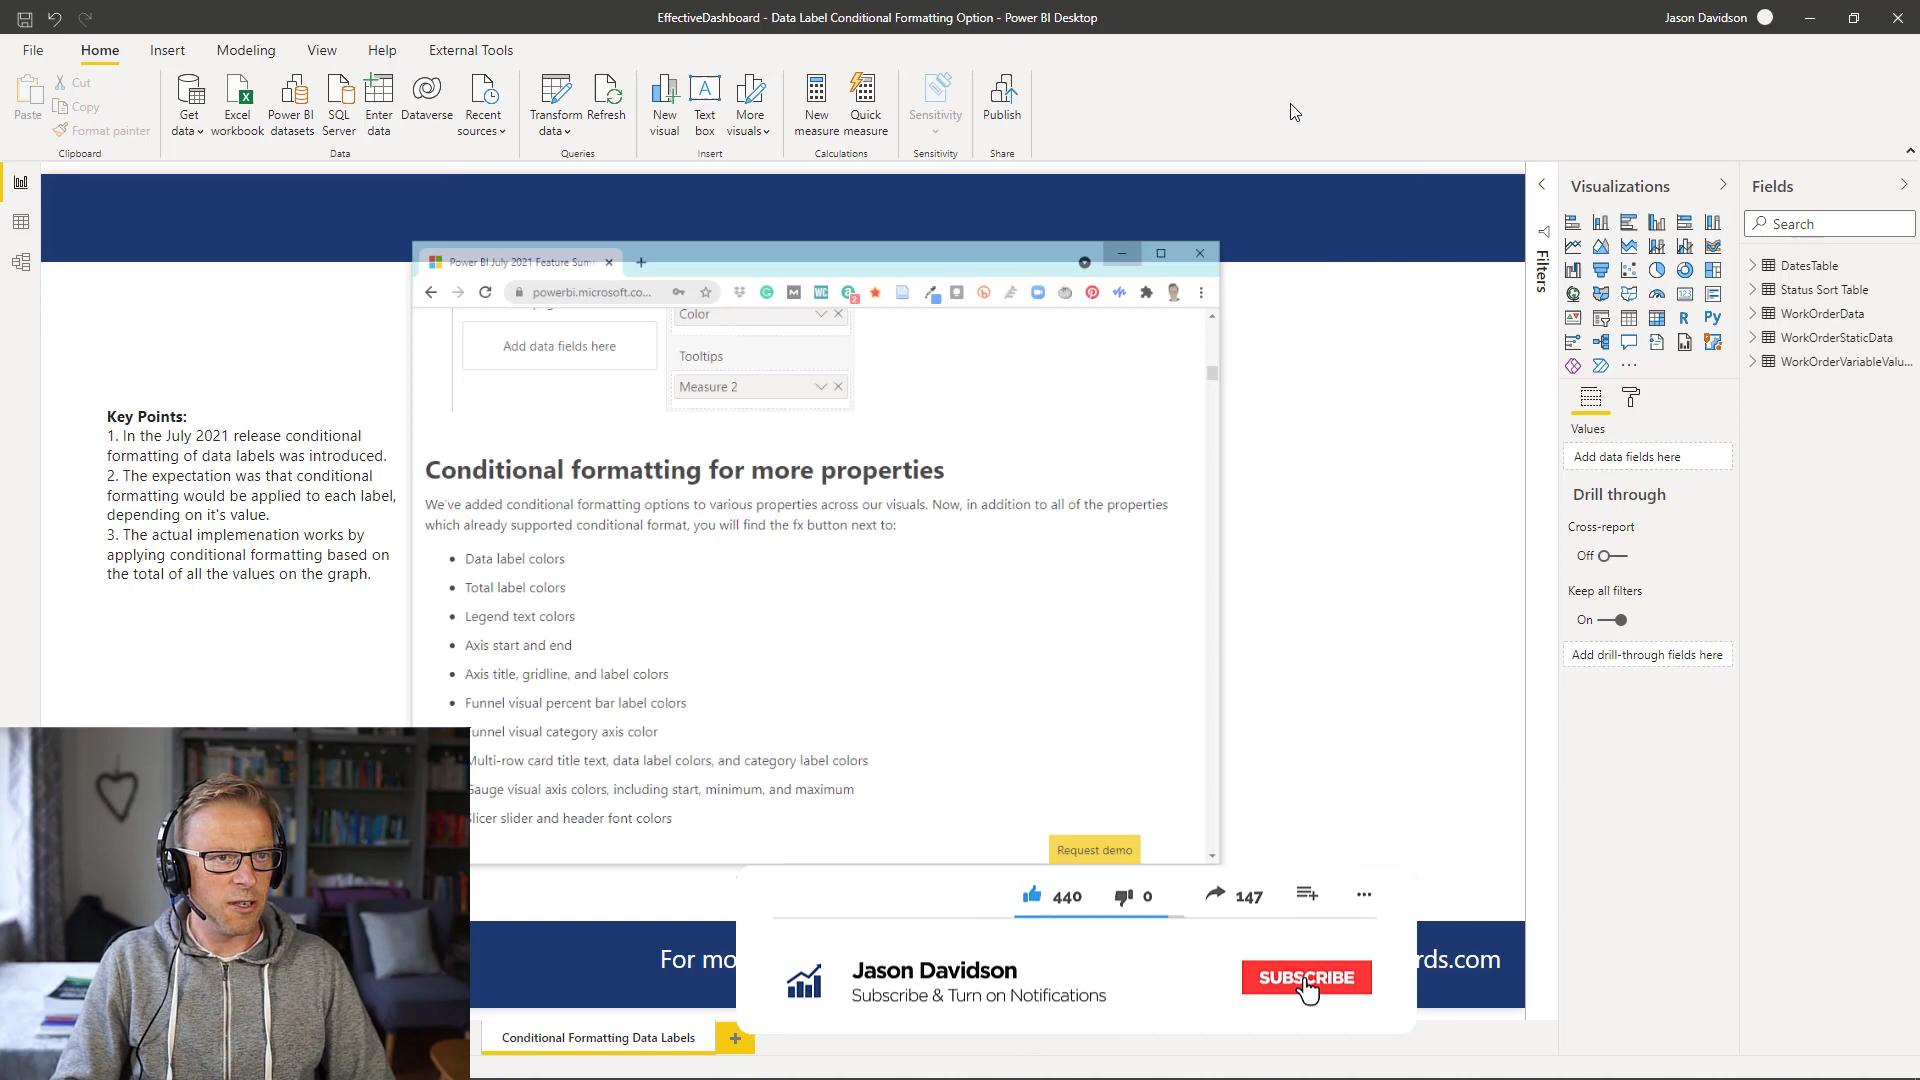 EffectiveDashboard - Data Label Conditional Formatting Option - Power BI Desktop
Jason Davidson
File
Home
Insert
Modeling
View
Help
External Tools
Paste
Cut
Copy
Format painter
Get data
Excel workbook
Power BI datasets
SQL Server
Enter data
Dataverse
Recent sources
Transform data
Refresh
New visual
Text box
More visuals
New measure
Quick measure
Sensitivity
Publish
Clipboard
Data
Queries
Insert
Calculations
Sensitivity
Share
Key Points:
1. In the July 2021 release conditional
formatting of data labels was introduced.
2. The expectation was that conditional
formatting would be applied to each label,
depending on it's value.
3. The actual implemenation works by
applying conditional formatting based on
the total of all the values on the graph.
Power BI July 2021 Feature Sum
powerbi.microsoft.co...
Color
Add data fields here
Tooltips
Measure 2
Conditional formatting for more properties
We've added conditional formatting options to various properties across our visuals. Now, in addition to all of the properties
which already supported conditional format, you will find the fx button next to:
Data label colors
Total label colors
Legend text colors
Axis start and end
Axis title, gridline, and label colors
Funnel visual percent bar label colors
unnel visual category axis color
Multi-row card title text, data label colors, and category label colors
Gauge visual axis colors, including start, minimum, and maximum
Slicer slider and header font colors
Request demo
Filters
Visualizations
R
Py
Values
Add data fields here
Drill through
Cross-report
Off
Keep all filters
On
Add drill-through fields here
Fields
Search
DatesTable
Status Sort Table
WorkOrderData
WorkOrderStaticData
WorkOrderVariableValu...
440
0
147
For mo
rds.com
Jason Davidson
Subscribe & Turn on Notifications
SUBSCRIBE
Conditional Formatting Data Labels